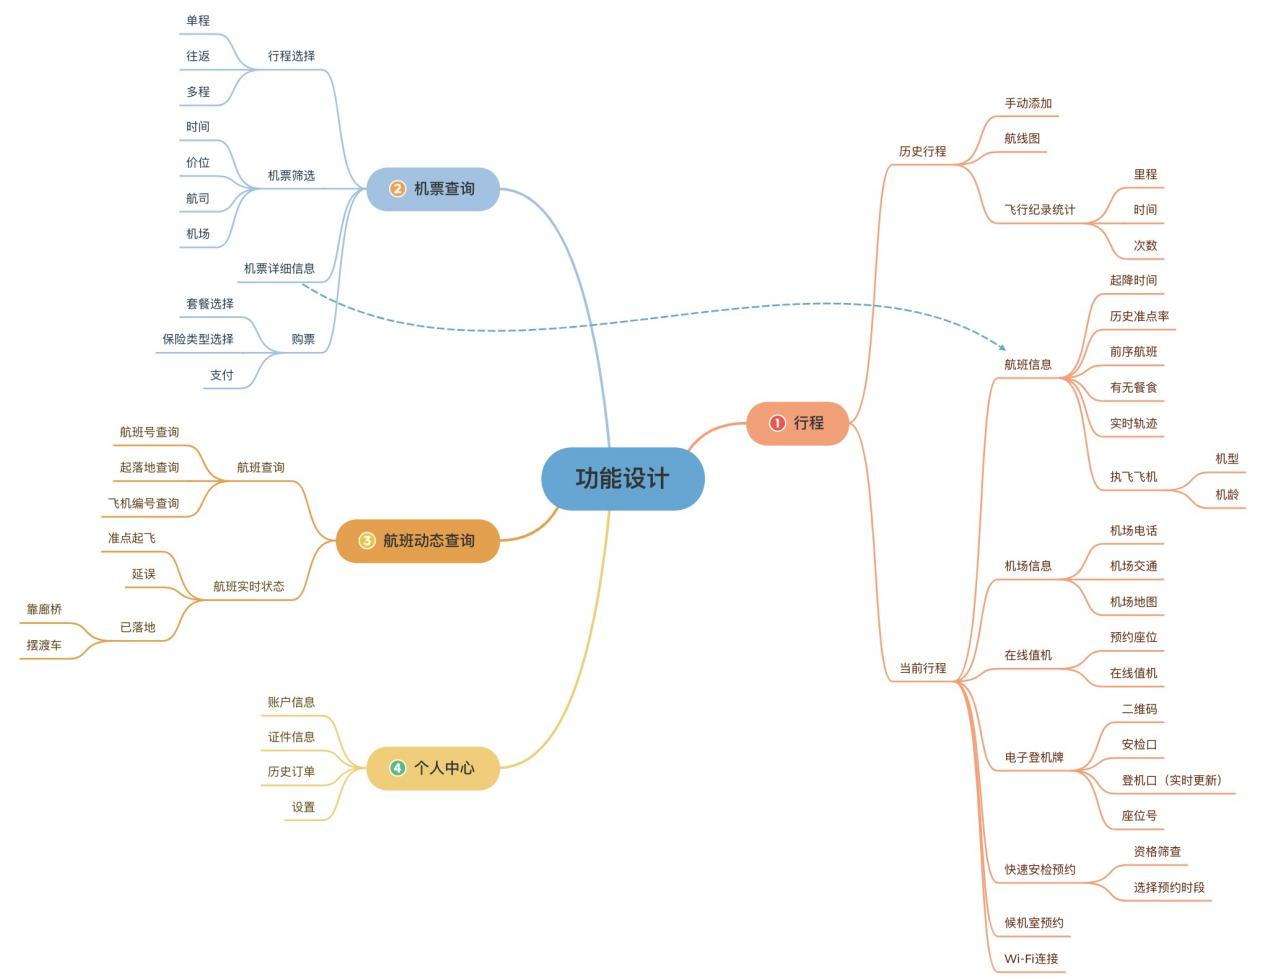 功能设计
1 行程
历史行程
手动添加
航线图
飞行纪录统计
里程
时间
次数
当前行程
航班信息
起降时间
历史准点率
前序航班
有无餐食
实时轨迹
执飞飞机
机型
机龄
机场信息
机场电话
机场交通
机场地图
在线值机
预约座位
在线值机
电子登机牌
二维码
安检口
登机口（实时更新）
座位号
快速安检预约
资格筛查
选择预约时段
候机室预约
Wi-Fi连接
2 机票查询
行程选择
单程
往返
多程
机票筛选
时间
价位
航司
机场
机票详细信息
购票
套餐选择
保险类型选择
支付
3 航班动态查询
航班查询
航班号查询
起落地查询
飞机编号查询
航班实时状态
准点起飞
延误
已落地
靠廊桥
摆渡车
4 个人中心
账户信息
证件信息
历史订单
设置